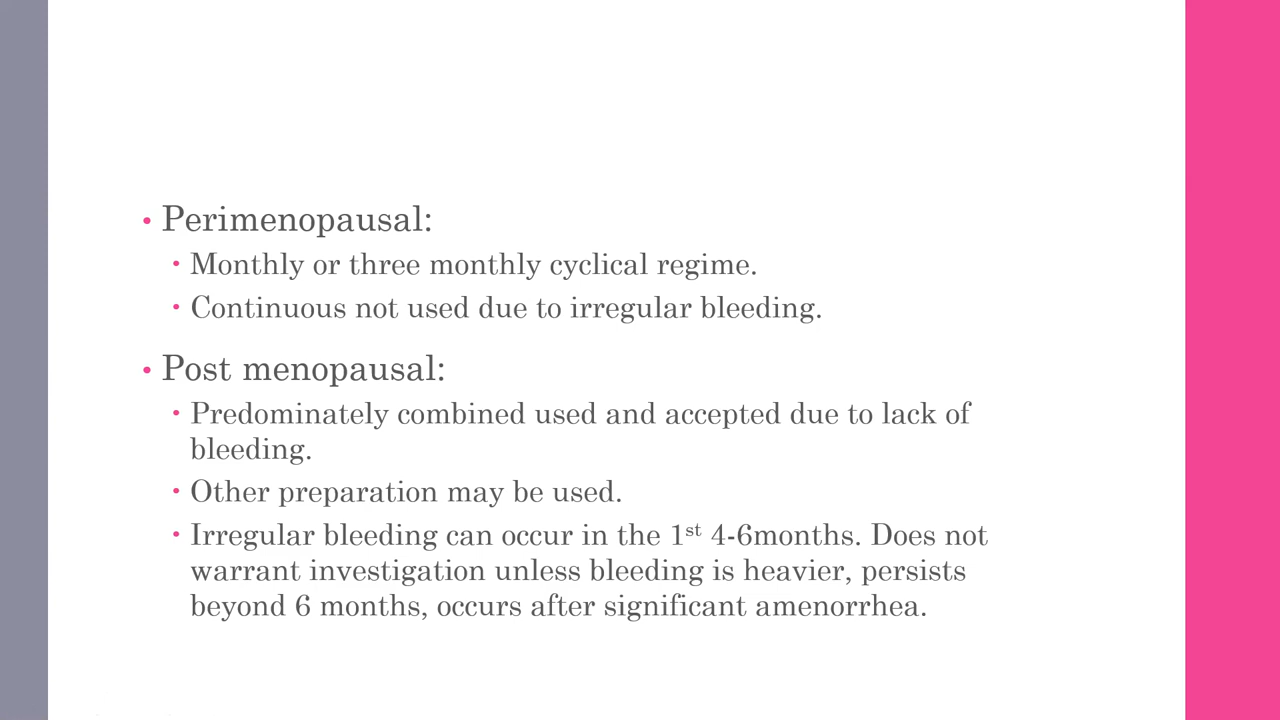 • Perimenopausal:
• Monthly or three monthly cyclical regime.
• Continuous not used due to irregular bleeding.
• Post menopausal:
• Predominately combined used and accepted due to lack of
bleeding.
• Other preparation may be used.
• Irregular bleeding can occur in the 1st 4-6months. Does not
warrant investigation unless bleeding is heavier, persists
beyond 6 months, occurs after significant amenorrhea.